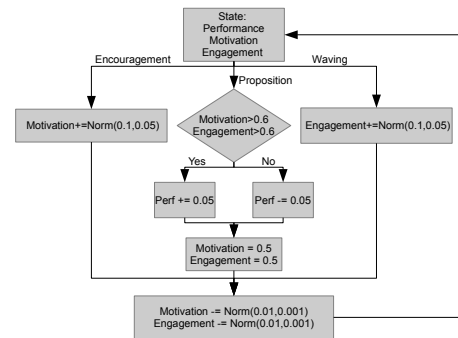 State:
Performance
Motivation
Engagement
Encouragement
Waving
Proposition
Motivation+=Norm(0.1,0.05)
Motivation>0.6
Engagement>0.6
Engagement+=Norm(0.1,0.05)
Yes
No
Perf += 0.05
Perf -= 0.05
Motivation = 0.5
Engagement = 0.5
Motivation -= Norm(0.01,0.001)
Engagement -= Norm(0.01,0.001)